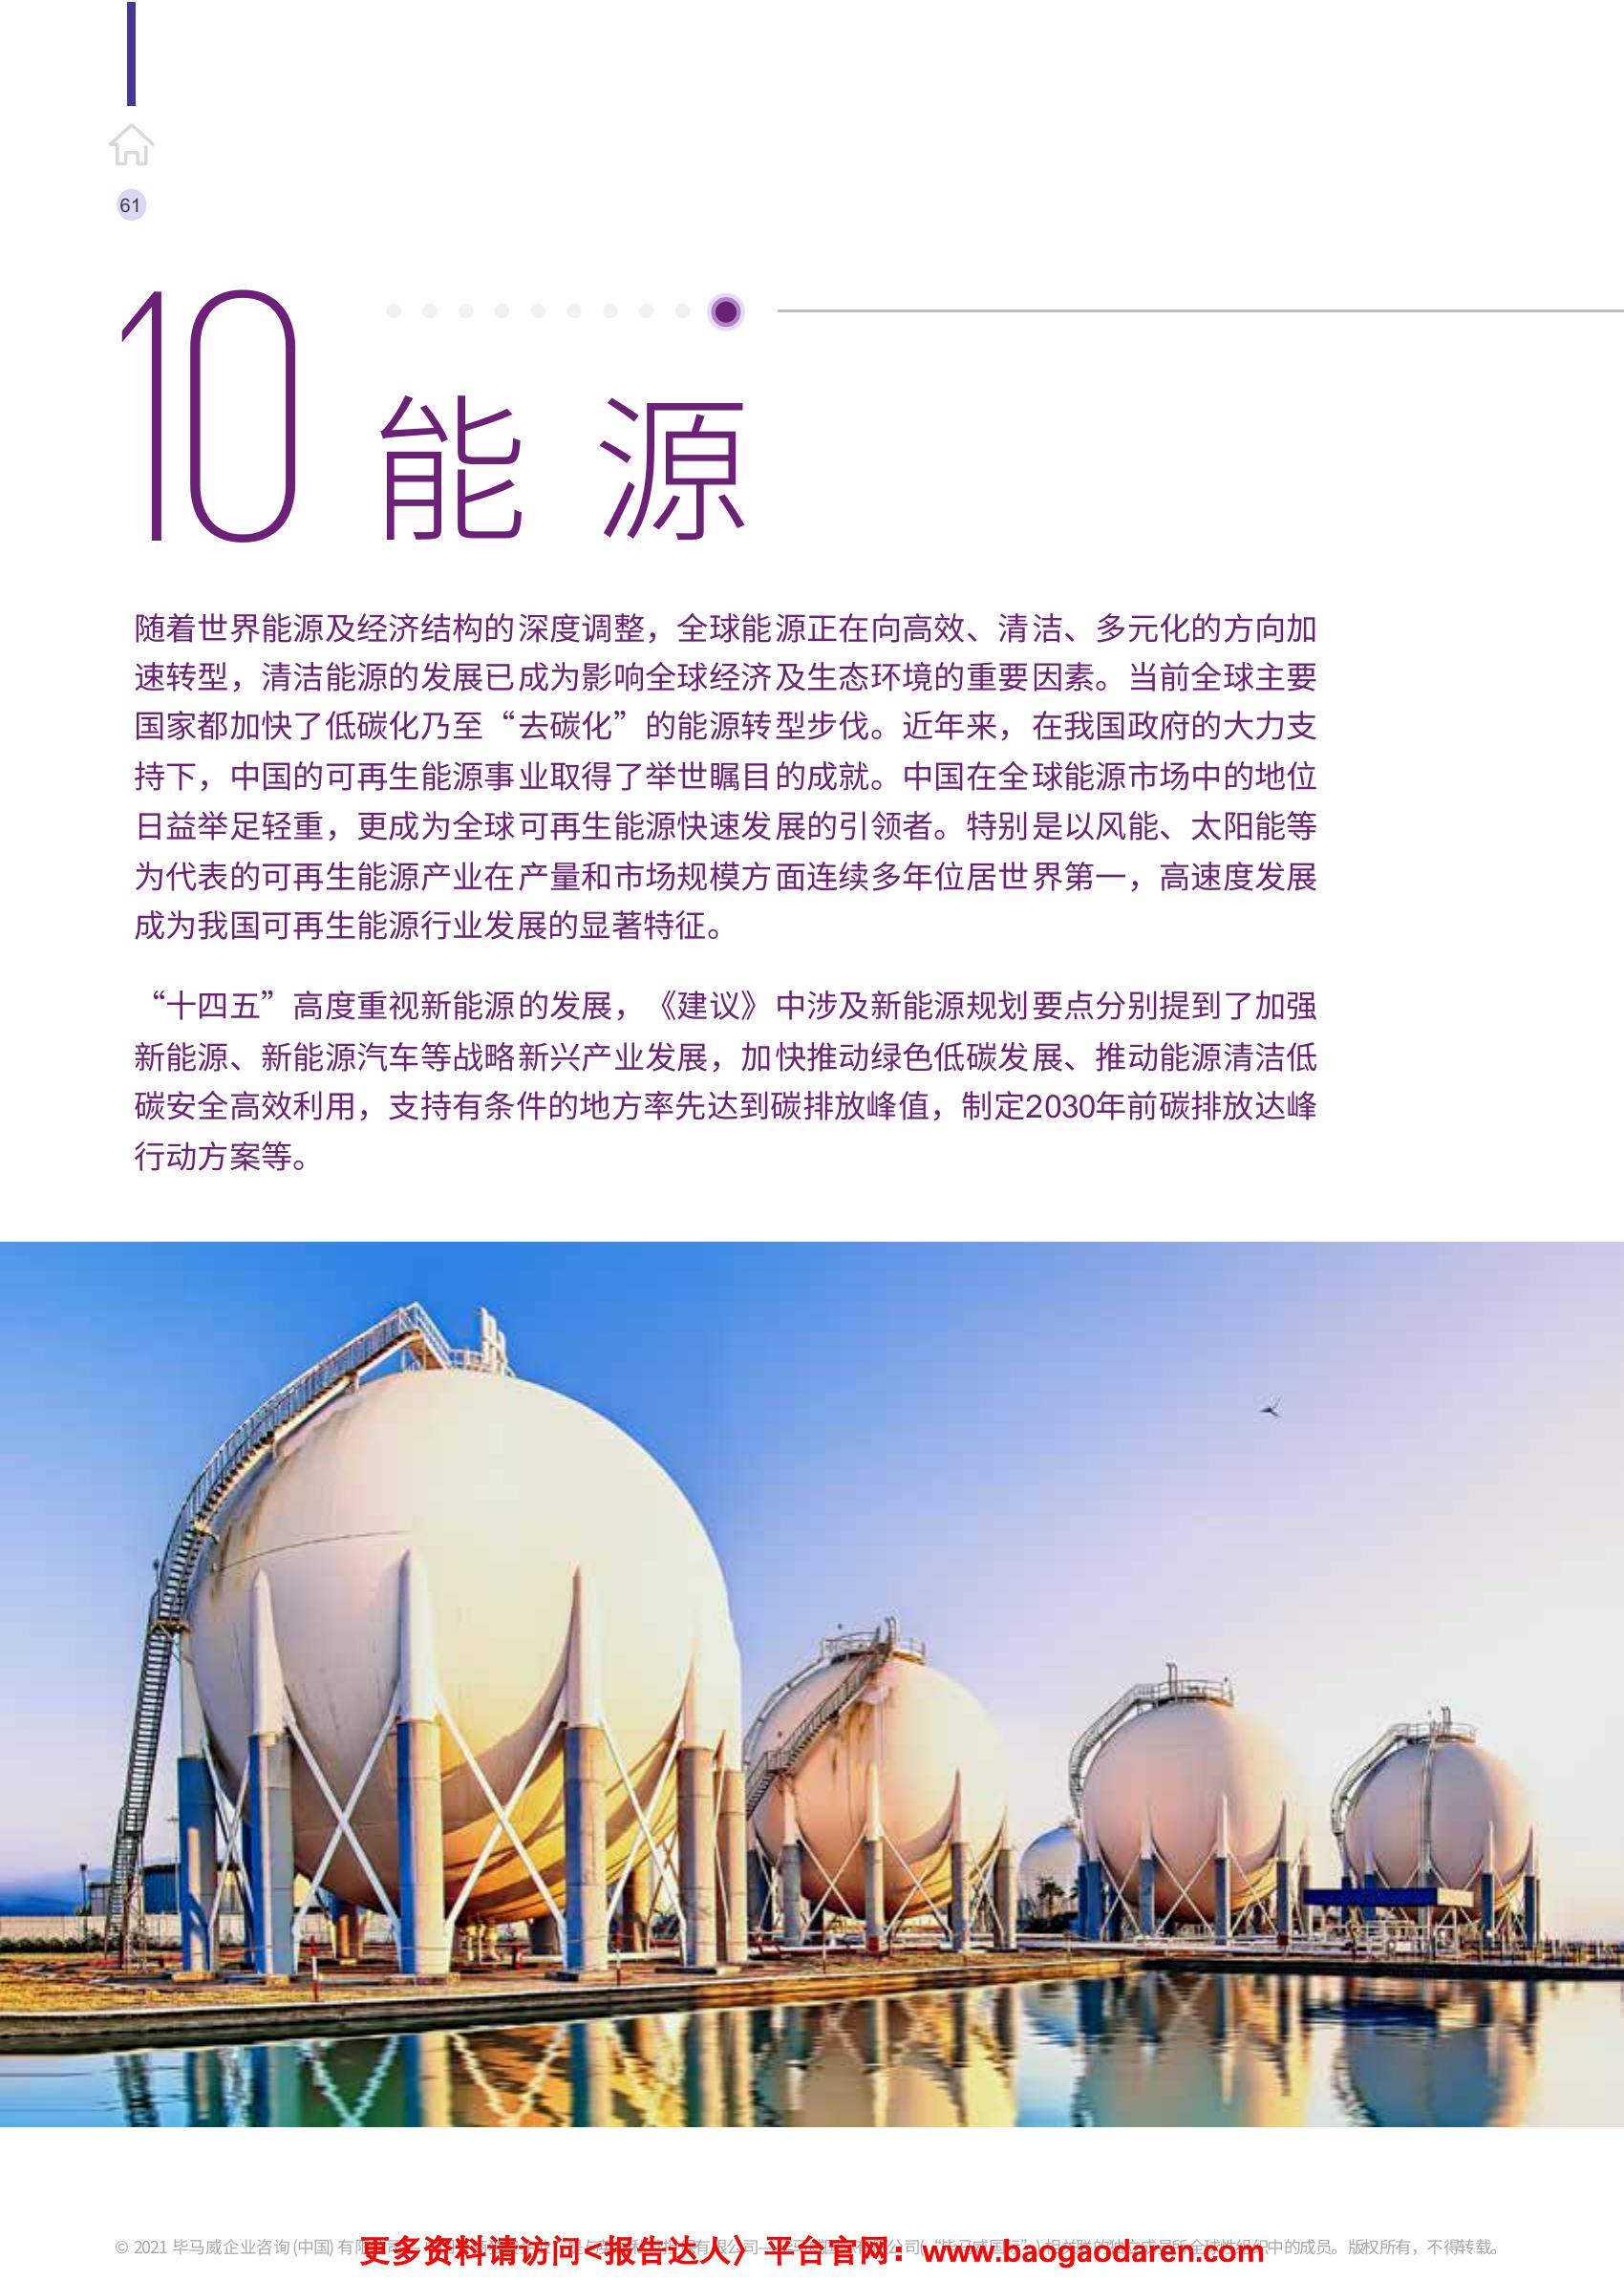 61
10
能 源
随着世界能源及经济结构的深度调整，全球能源正在向高效、清洁、多元化的方向加
速转型，清洁能源的发展已成为影响全球经济及生态环境的重要因素。当前全球主要
国家都加快了低碳化乃至“去碳化”的能源转型步伐。近年来，在我国政府的大力支
持下，中国的可再生能源事业取得了举世瞩目的成就。中国在全球能源市场中的地位
日益举足轻重，更成为全球可再生能源快速发展的引领者。特别是以风能、太阳能等
为代表的可再生能源产业在产量和市场规模方面连续多年位居世界第一，高速度发展
成为我国可再生能源行业发展的显著特征。
“十四五”高度重视新能源的发展，《建议》中涉及新能源规划要点分别提到了加强
新能源、新能源汽车等战略新兴产业发展，加快推动绿色低碳发展、推动能源清洁低
碳安全高效利用，支持有条件的地方率先达到碳排放峰值，制定2030年前碳排放达峰
行动方案等。
© 2021 毕马威企业咨询(中国) 有限 球性组织中的成员。版权所有，不得转载。
更多资料请访问<报告达人〉平台官网：www.baogaodaren.com